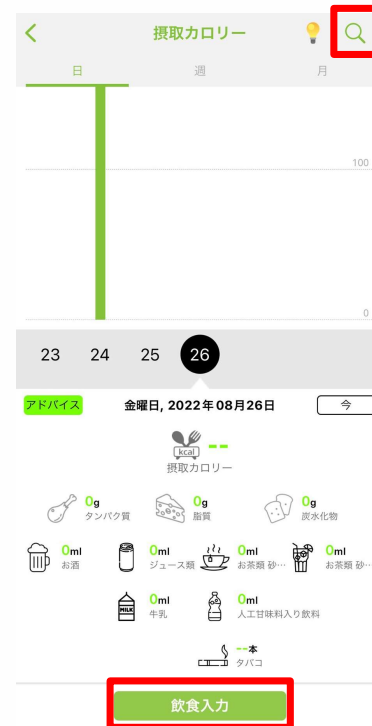 摂取カロリー
日 週 月
100
0
23 24 25 26
アドバイス 金曜日, 2022年08月26日 今
kcal --
摂取カロリー
0g 0g 0g
タンパク質 脂質 炭水化物
0ml 0ml 0ml 0ml
お酒 ジュース類 お茶類 砂… お茶類 砂…
MILK 0ml 0ml
牛乳 人工甘味料入り飲料
--本
タバコ
飲食入力